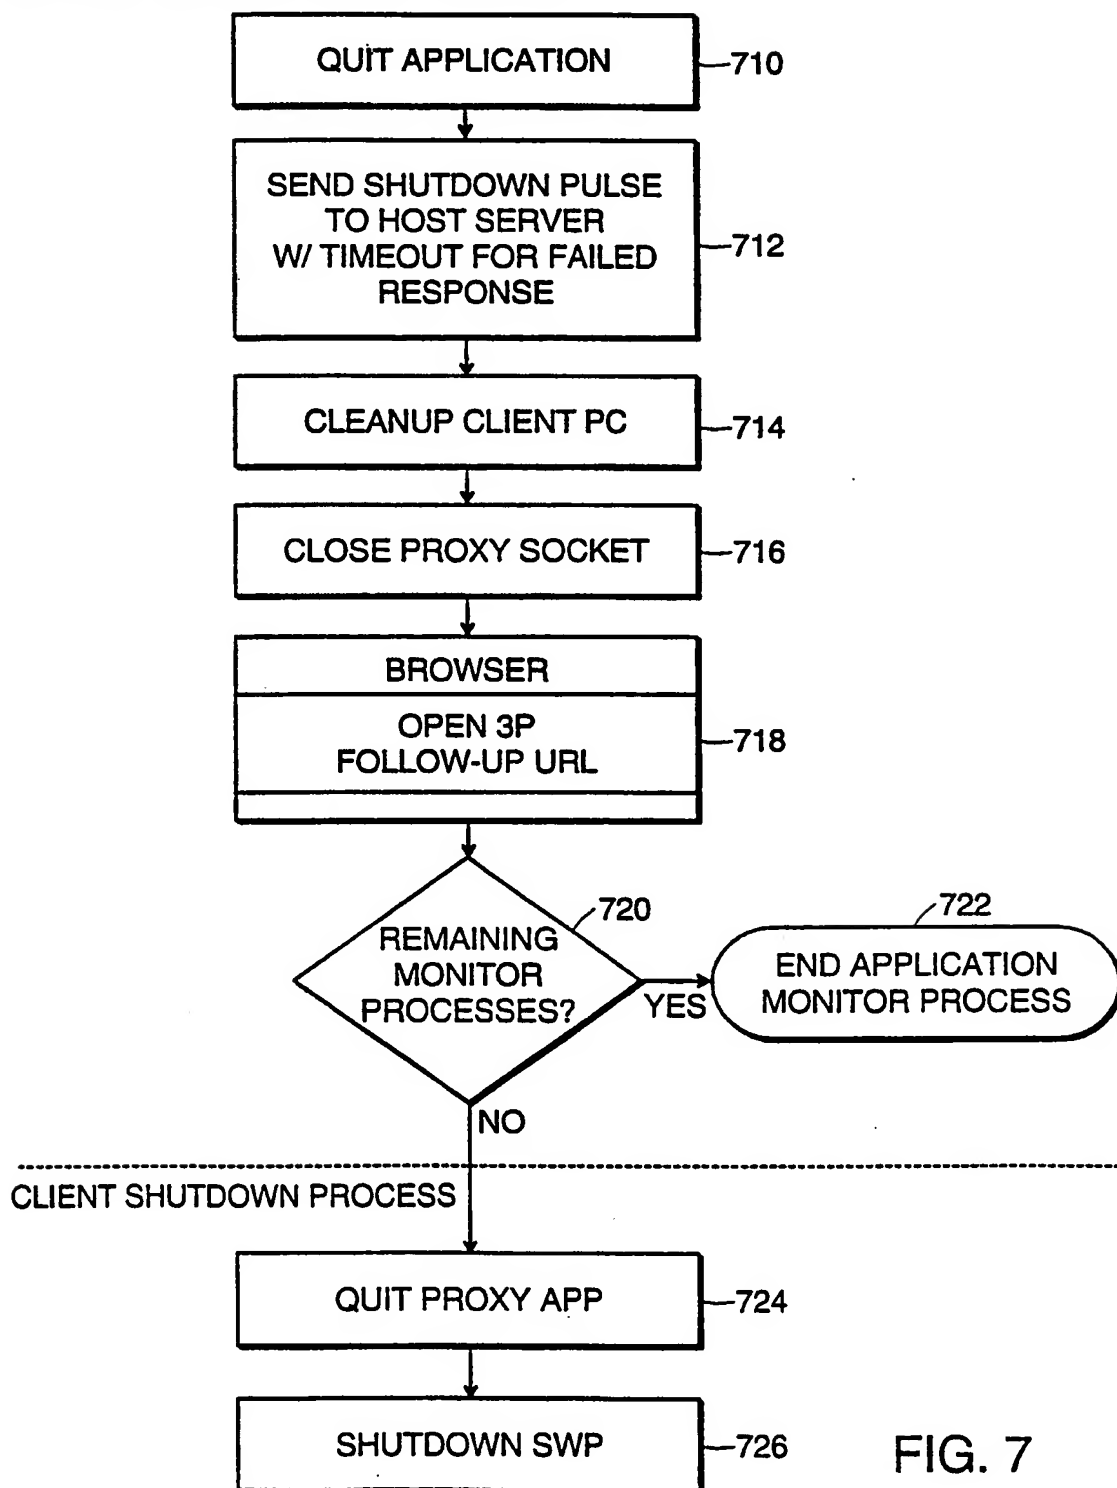 QUIT APPLICATION
710
SEND SHUTDOWN PULSE
TO HOST SERVER
W/ TIMEOUT FOR FAILED
RESPONSE
712
CLEANUP CLIENT PC
714
CLOSE PROXY SOCKET
716
BROWSER
OPEN 3P
FOLLOW-UP URL
718
720
REMAINING
MONITOR
PROCESSES?
YES
722
END APPLICATION
MONITOR PROCESS
NO
CLIENT SHUTDOWN PROCESS
QUIT PROXY APP
724
SHUTDOWN SWP
726
FIG. 7